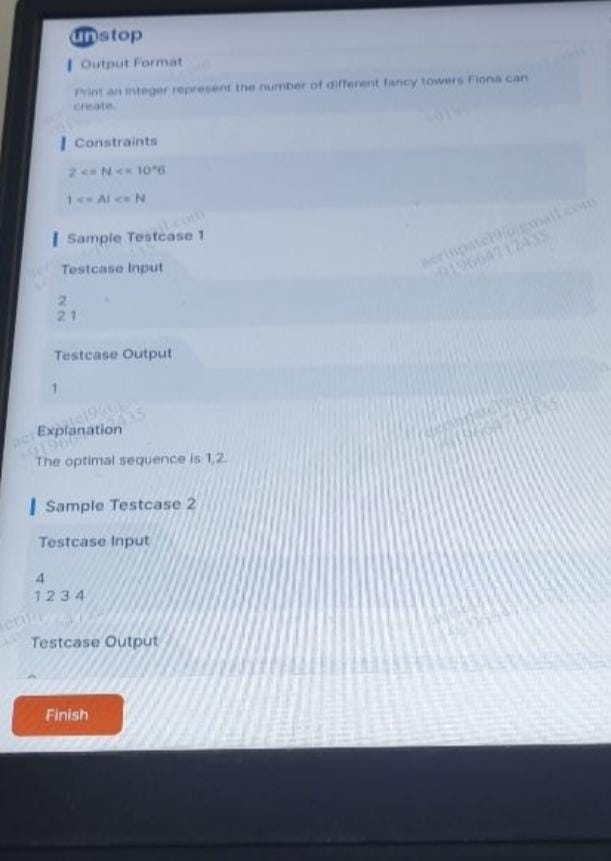 unstop
Output Format
Print an integer represent the number of different fancy towers Fiona can
create.
Constraints
2 <= N <= 10^6
1 <= Ai <= N
Sample Testcase 1
Testcase Input
2
2 1
Testcase Output
1
Explanation
The optimal sequence is 1,2.
Sample Testcase 2
Testcase Input
4
1 2 3 4
Testcase Output
Finish